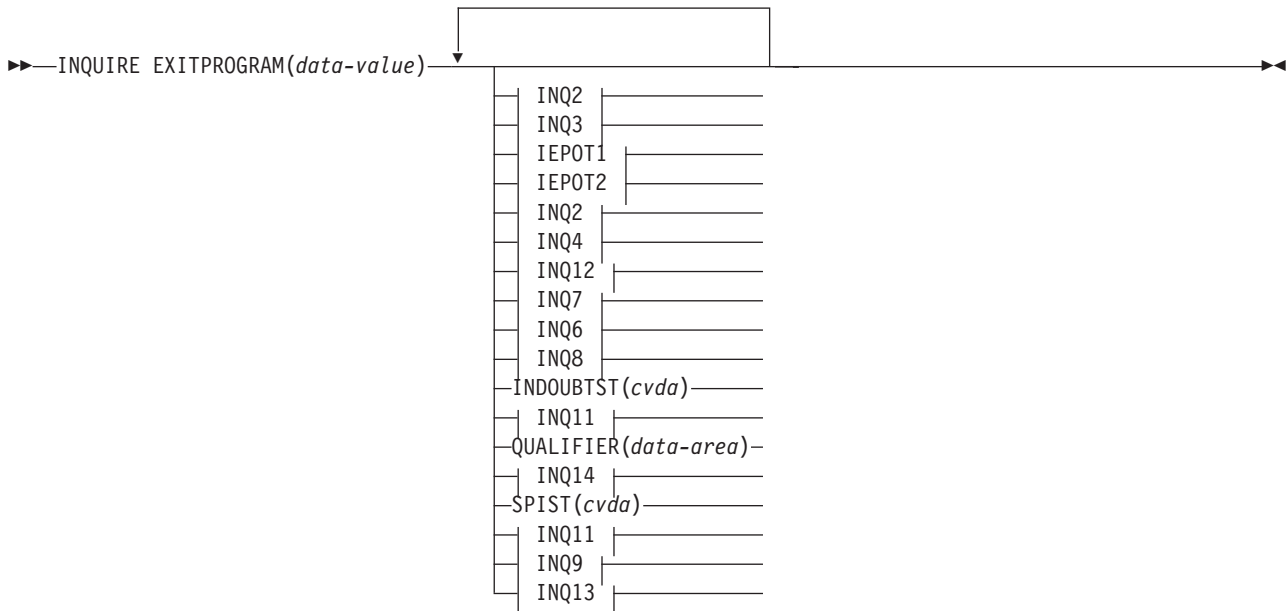 INQUIRE EXITPROGRAM(data-value)
INQ2
INQ3
IEPOT1
IEPOT2
INQ2
INQ4
INQ12
INQ7
INQ6
INQ8
INDOUBTST(cvda)
INQ11
QUALIFIER(data-area)
INQ14
SPIST(cvda)
INQ11
INQ9
INQ13